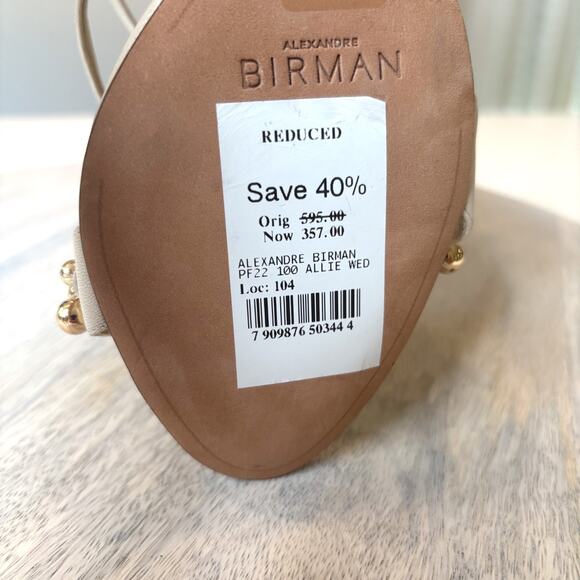 ALEXANDRE
BIRMAN
REDUCED
Save 40%
Orig 595.00
Now 357.00
ALEXANDRE BIRMAN
PF22 100 ALLIE WED
Loc: 104
7 909876 50344 4